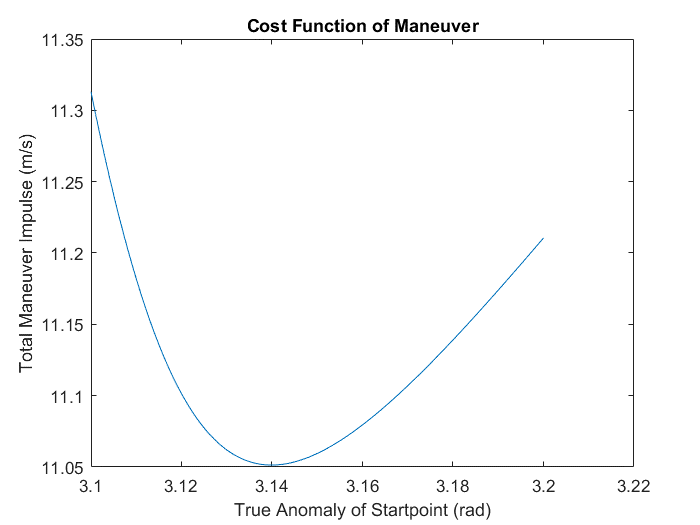 Cost Function of Maneuver
11.35
11.3
11.25
11.2
11.15
11.1
11.05
Total Maneuver Impulse (m/s)
3.1 3.12 3.14 3.16 3.18 3.2 3.22
True Anomaly of Startpoint (rad)